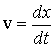 v = dx/dt